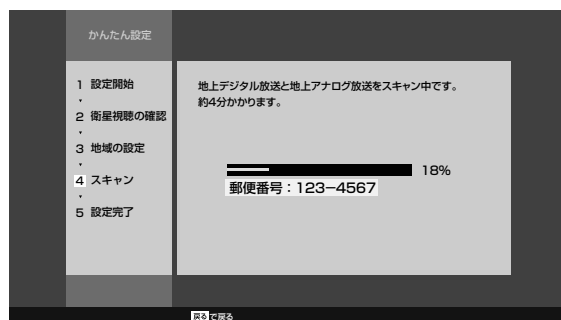 かんたん設定
1 設定開始
2 衛星視聴の確認
3 地域の設定
4 スキャン
5 設定完了
地上デジタル放送と地上アナログ放送をスキャン中です。
約4分かかります。
18%
郵便番号：123−4567
戻る で戻る